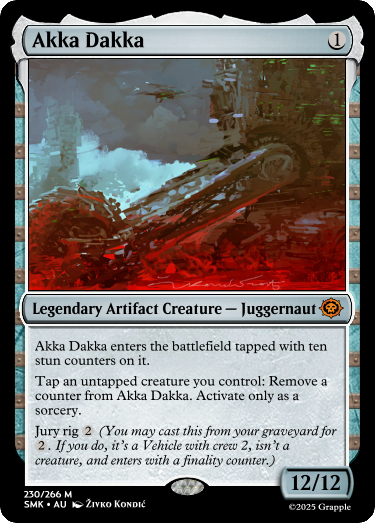 Akka Dakka 1
Legendary Artifact Creature — Juggernaut
Akka Dakka enters the battlefield tapped with ten
stun counters on it.
Tap an untapped creature you control: Remove a
counter from Akka Dakka. Activate only as a
sorcery.
Jury rig 2 (You may cast this from your graveyard for
2. If you do, it's a Vehicle with crew 2, isn't a
creature, and enters with a finality counter.)
12/12
230/266 M
SMK • AU Živko Kondić
©2025 Grapple